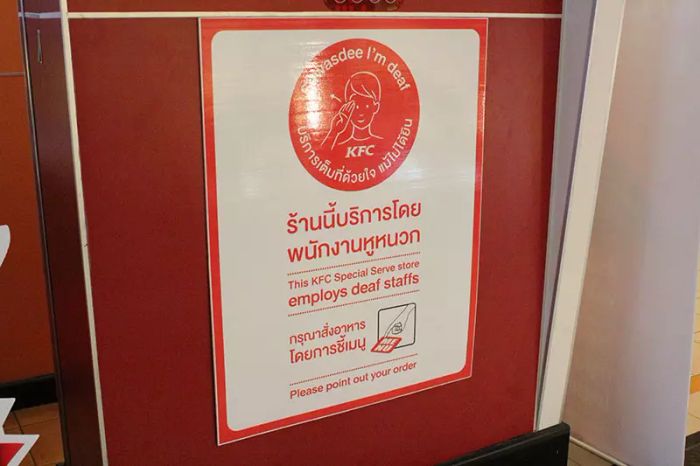 I'm deaf
บริการเต็มที่ด้วยใจ แม้ไม่ได้ยิน
KFC
ร้านนี้บริการโดย
พนักงานหูหนวก
This KFC Special Serve store
employs deaf staffs
กรุณาสั่งอาหาร
โดยการชี้เมนู
Please point out your order